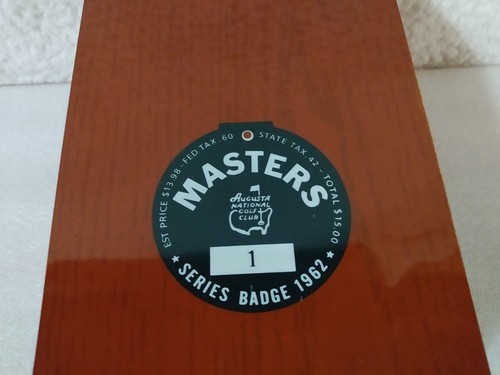 EST PRICE $13.98 - FED.TAX .60 STATE TAX .42 - TOTAL $15.00
MASTERS
AUGUSTA
NATIONAL
GOLF
CLUB
1
★ SERIES BADGE 1962 ★